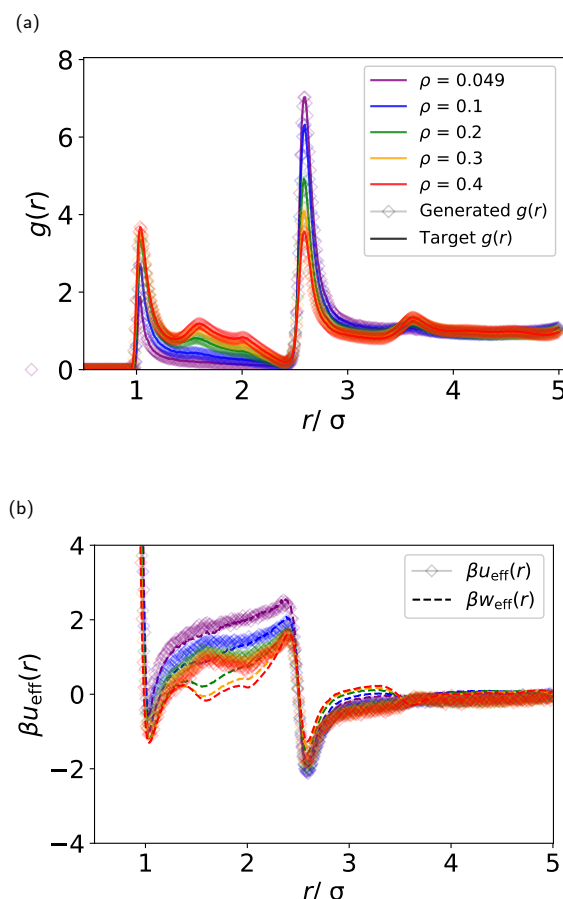 (a)
8
6
4
2
0
g(r)
ρ = 0.049
ρ = 0.1
ρ = 0.2
ρ = 0.3
ρ = 0.4
Generated g(r)
Target g(r)
1 2 3 4 5
r/ σ
(b)
4
2
0
−2
−4
βu_eff(r)
βu_eff(r)
βw_eff(r)
1 2 3 4 5
r/ σ